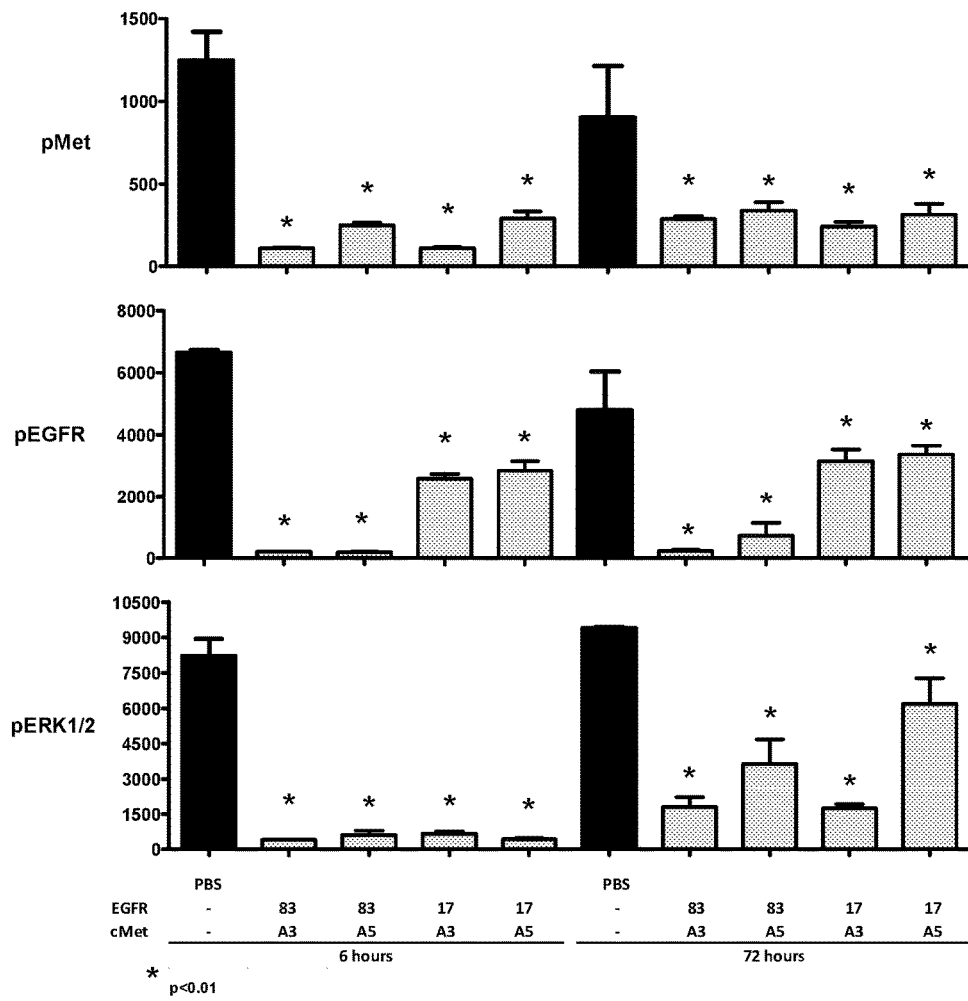 1500
1000
pMet
500
* * * * * * * *
0
8000
6000
pEGFR
4000
* * * * * * * *
2000
0
10500
9000
7500
pERK1/2
6000
4500
* * * * * * * *
3000
1500
0
PBS PBS
EGFR - 83 83 17 17 - 83 83 17 17
cMet - A3 A5 A3 A5 - A3 A5 A3 A5
6 hours 72 hours
* p<0.01